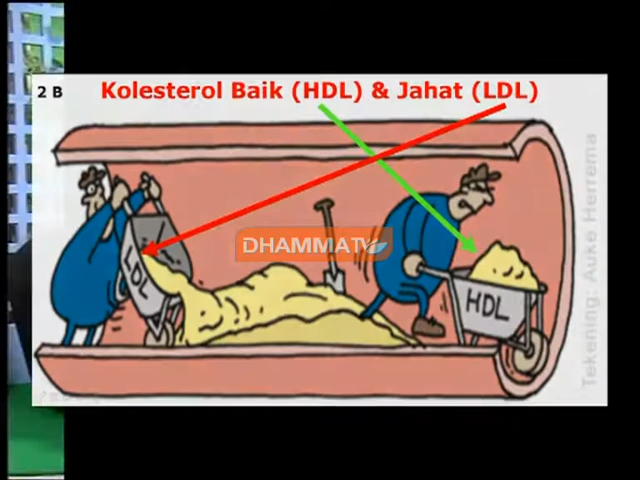 2 B
Kolesterol Baik (HDL) & Jahat (LDL)
DHAMMATV
LDL
HDL
Tekening: Auke Herrema